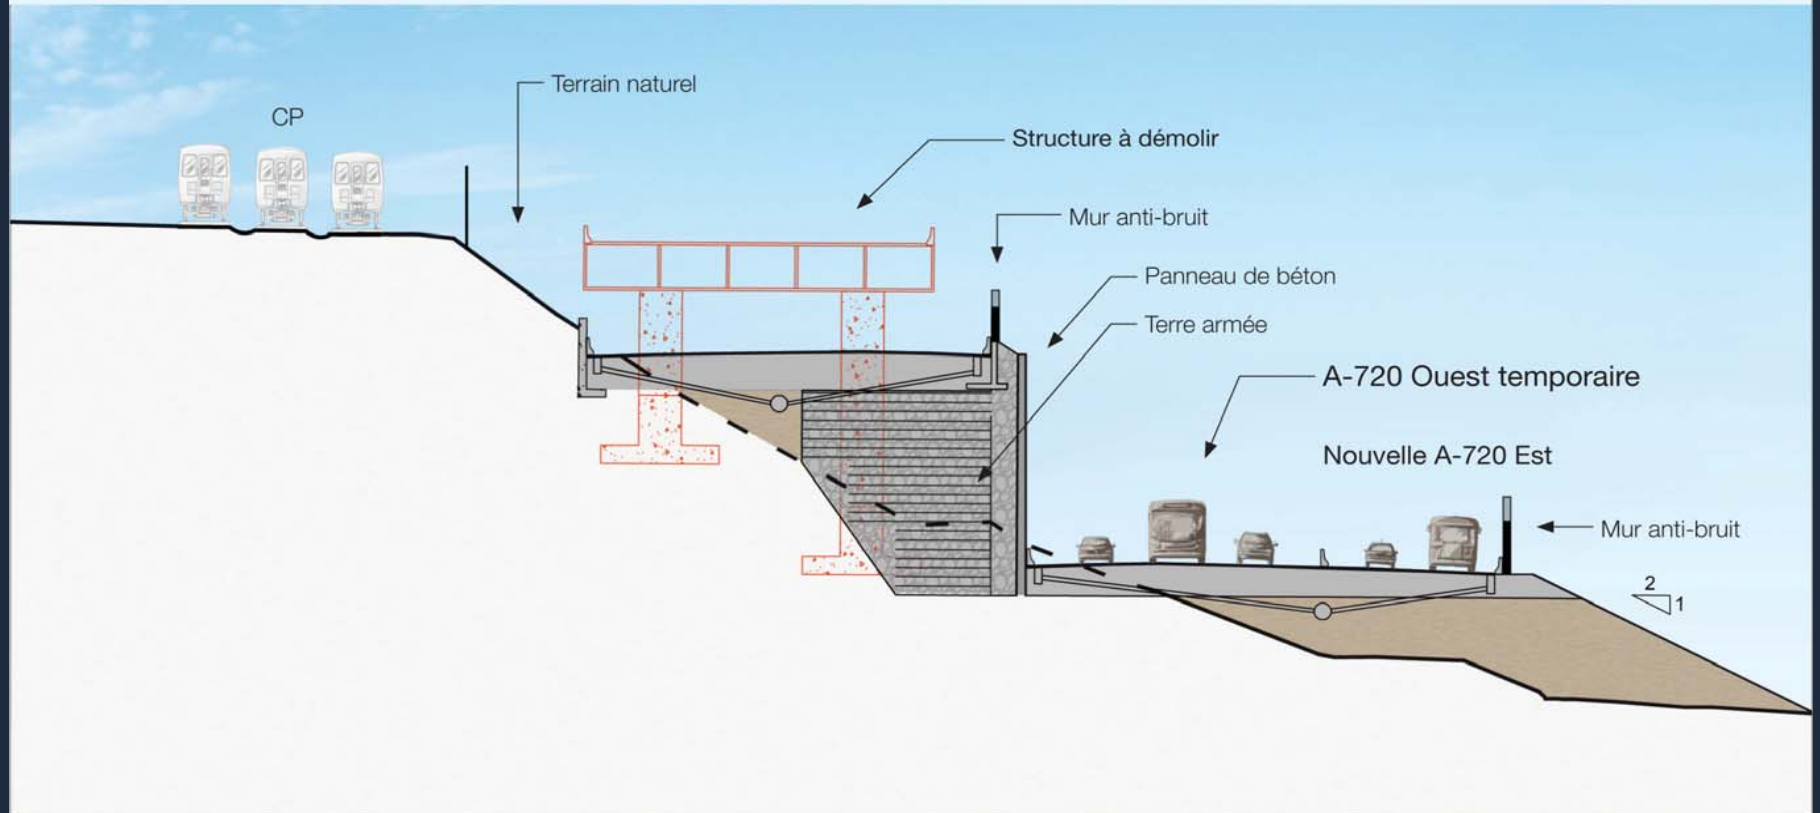 Terrain naturel
CP
Structure à démolir
Mur anti-bruit
Panneau de béton
Terre armée
A-720 Ouest temporaire
Nouvelle A-720 Est
Mur anti-bruit
2
1